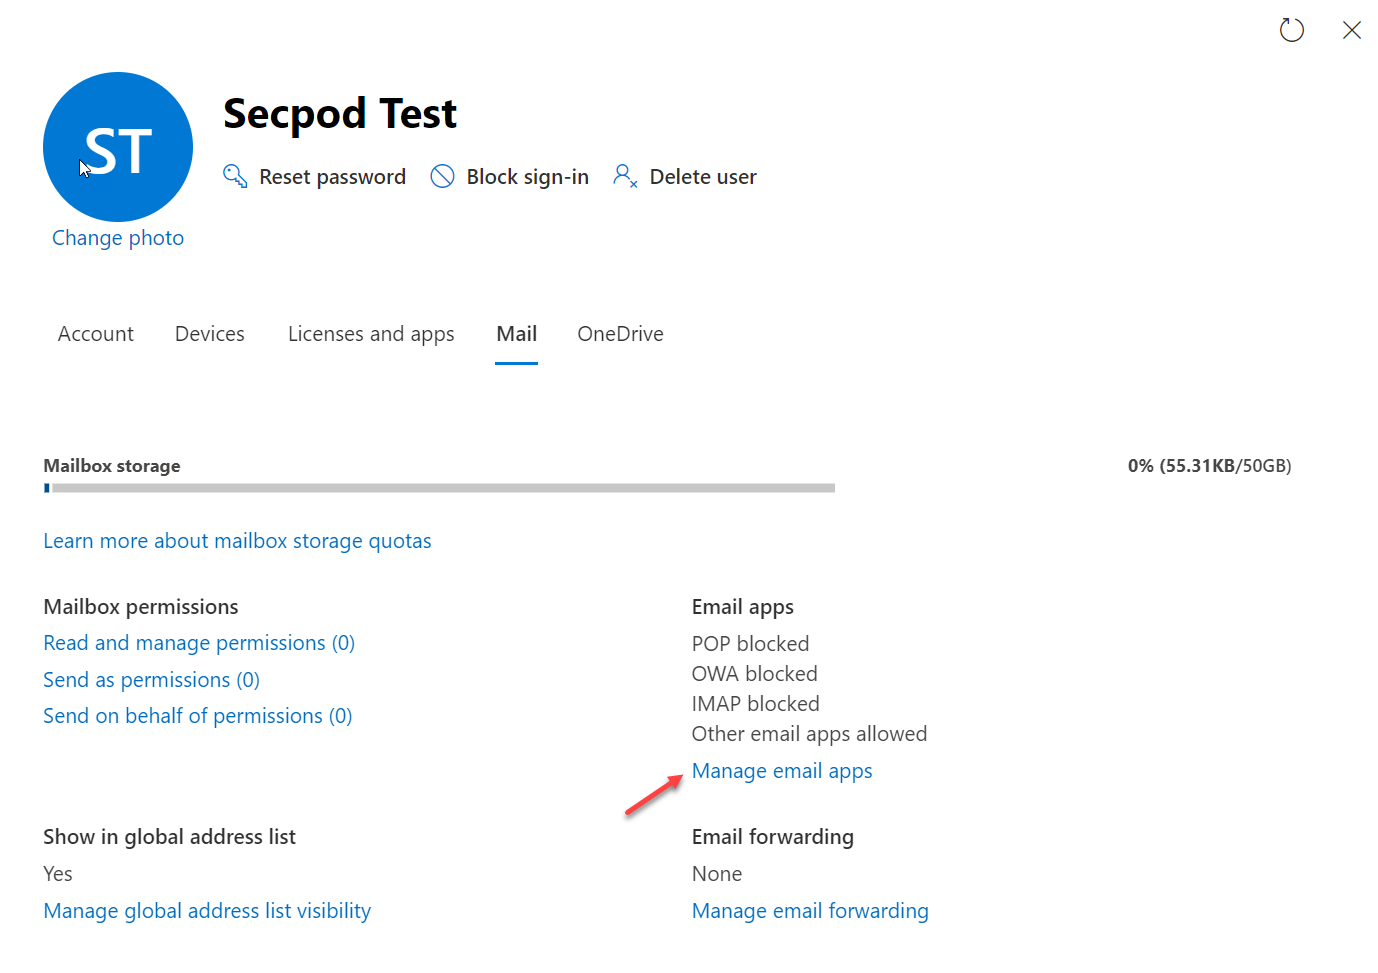 ST
Change photo
Secpod Test
Reset password
Block sign-in
Delete user
Account
Devices
Licenses and apps
Mail
OneDrive
Mailbox storage
0% (55.31KB/50GB)
Learn more about mailbox storage quotas
Mailbox permissions
Read and manage permissions (0)
Send as permissions (0)
Send on behalf of permissions (0)
Email apps
POP blocked
OWA blocked
IMAP blocked
Other email apps allowed
Manage email apps
Show in global address list
Yes
Manage global address list visibility
Email forwarding
None
Manage email forwarding